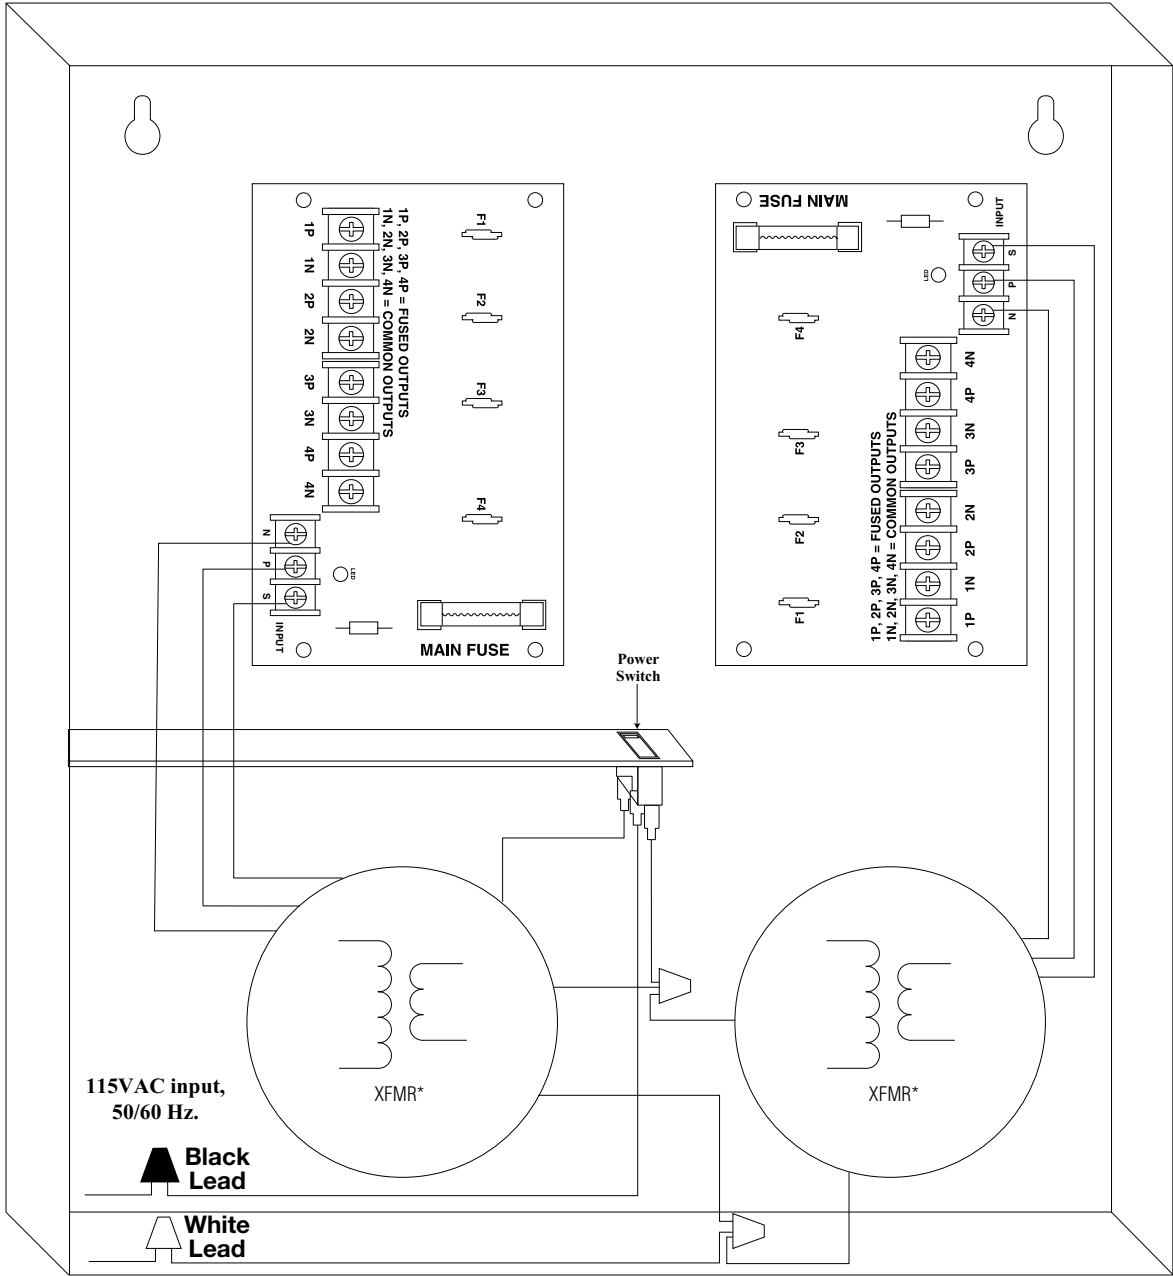 1P
1N
2P
2N
3P
3N
4P
4N
1P, 2P, 3P, 4P = FUSED OUTPUTS
1N, 2N, 3N, 4N = COMMON OUTPUTS
F1
F2
F3
F4
N
P
S
LED
INPUT
MAIN FUSE
MAIN FUSE
INPUT
S
P
N
LED
F4
F3
F2
F1
4N
4P
3N
3P
2N
2P
1N
1P
1P, 2P, 3P, 4P = FUSED OUTPUTS
1N, 2N, 3N, 4N = COMMON OUTPUTS
Power
Switch
XFMR*
XFMR*
115VAC input,
50/60 Hz.
Black
Lead
White
Lead